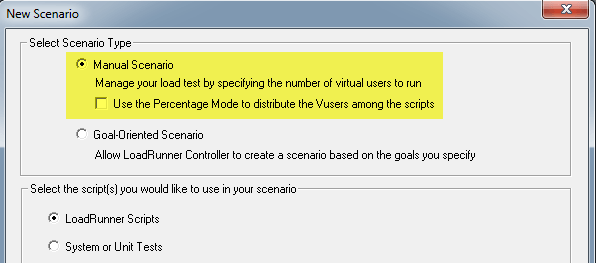 New Scenario
Select Scenario Type
Manual Scenario
Manage your load test by specifying the number of virtual users to run
Use the Percentage Mode to distribute the Vusers among the scripts
Goal-Oriented Scenario
Allow LoadRunner Controller to create a scenario based on the goals you specify
Select the script(s) you would like to use in your scenario
LoadRunner Scripts
System or Unit Tests